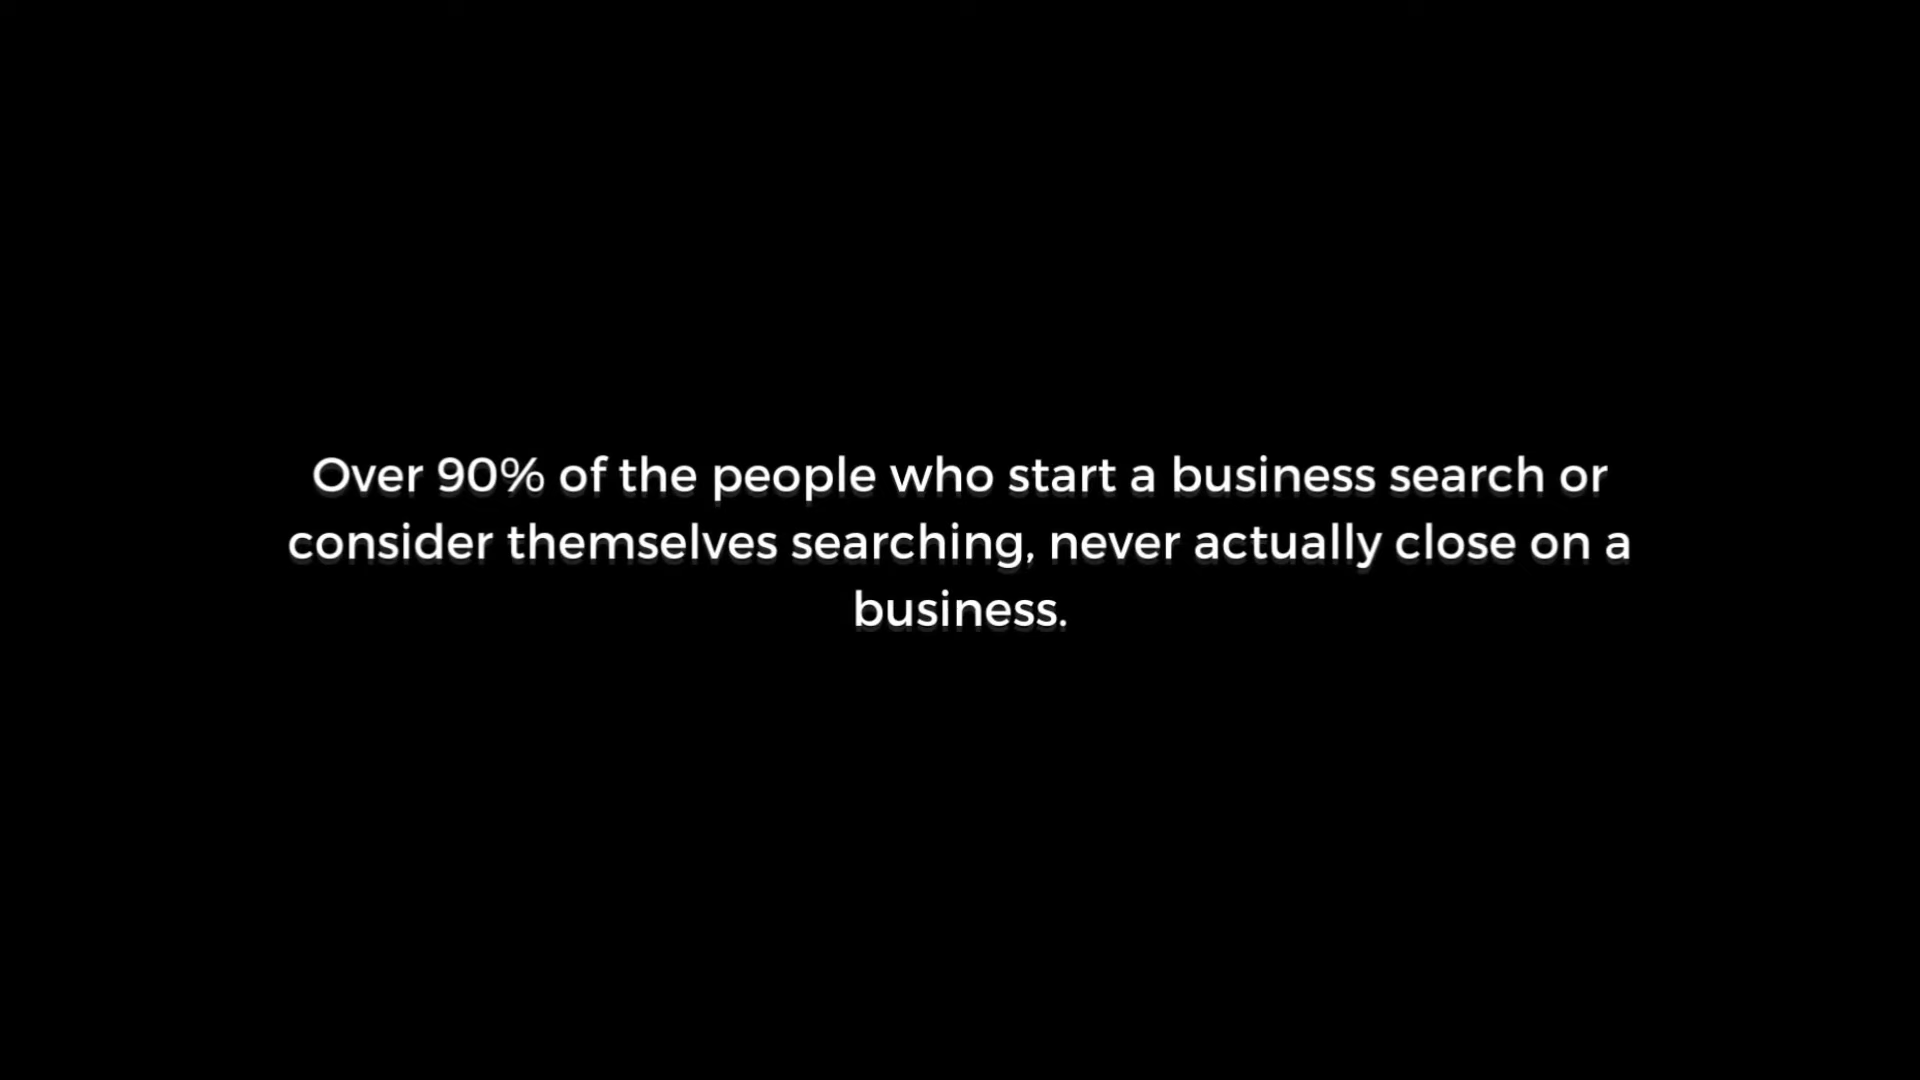 Over 90% of the people who start a business search or
consider themselves searching, never actually close on a
business.